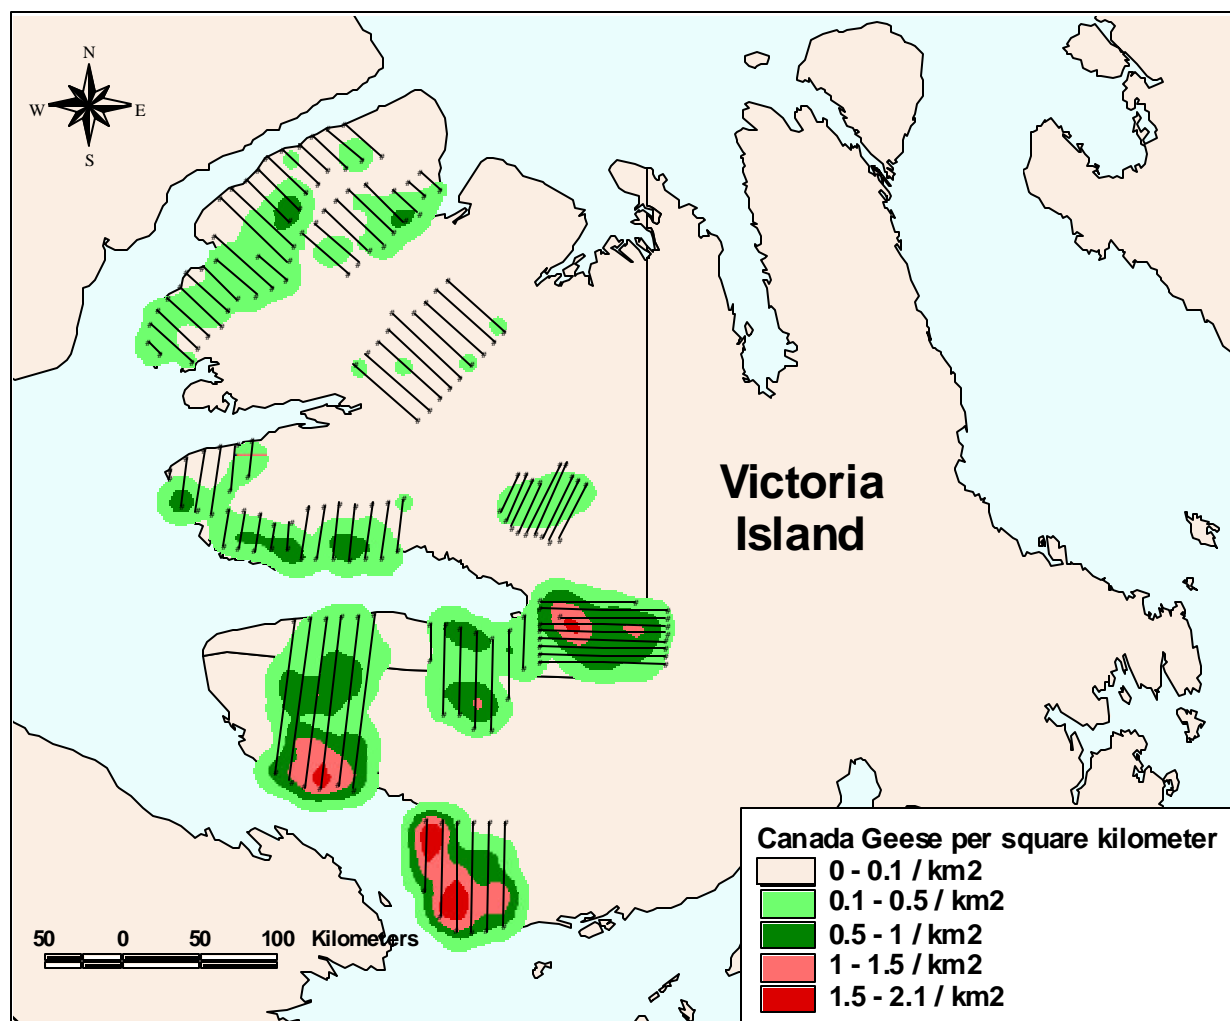 N
W E
S
Victoria
Island
Canada Geese per square kilometer
0 - 0.1 / km2
0.1 - 0.5 / km2
0.5 - 1 / km2
1 - 1.5 / km2
1.5 - 2.1 / km2
50 0 50 100 Kilometers